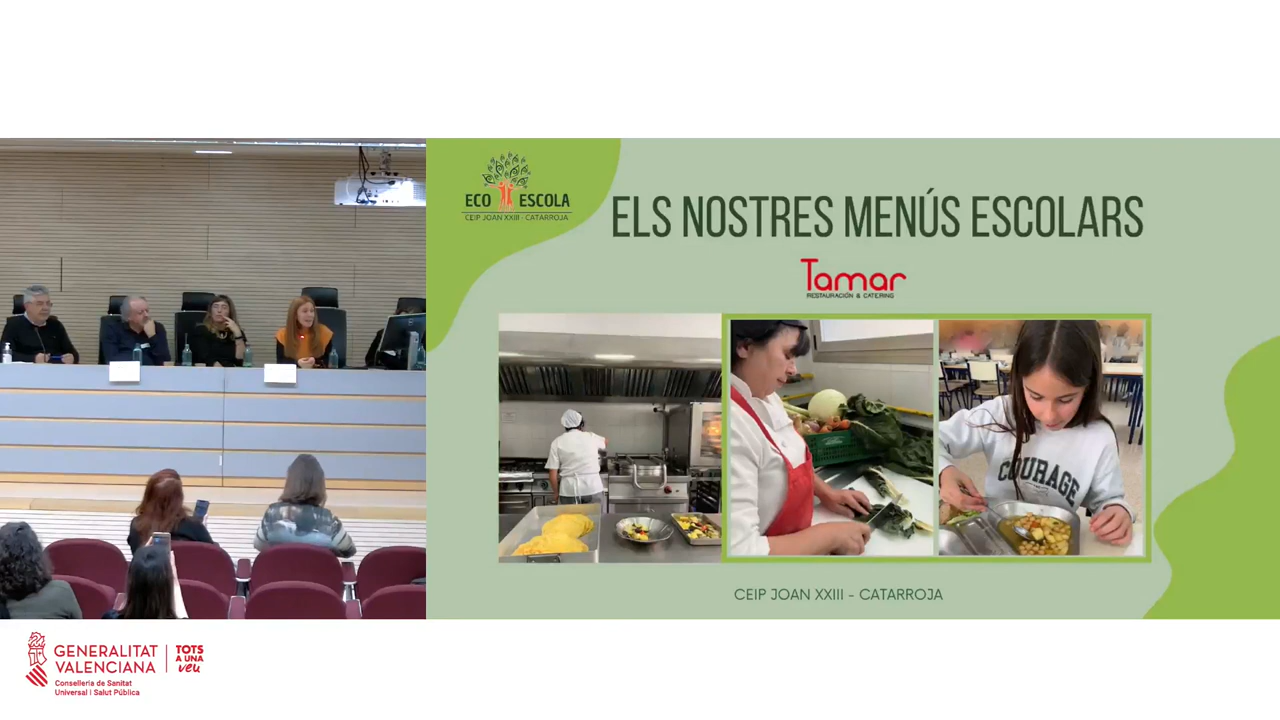 ECO ESCOLA
CEIP JOAN XXIII - CATARROJA
ELS NOSTRES MENÚS ESCOLARS
Tamar
RESTAURACIÓN & CATERING
COURAGE
CEIP JOAN XXIII - CATARROJA
GENERALITAT
VALENCIANA
Conselleria de Sanitat
Universal i Salut Pública
TOTS
A UNA
veu